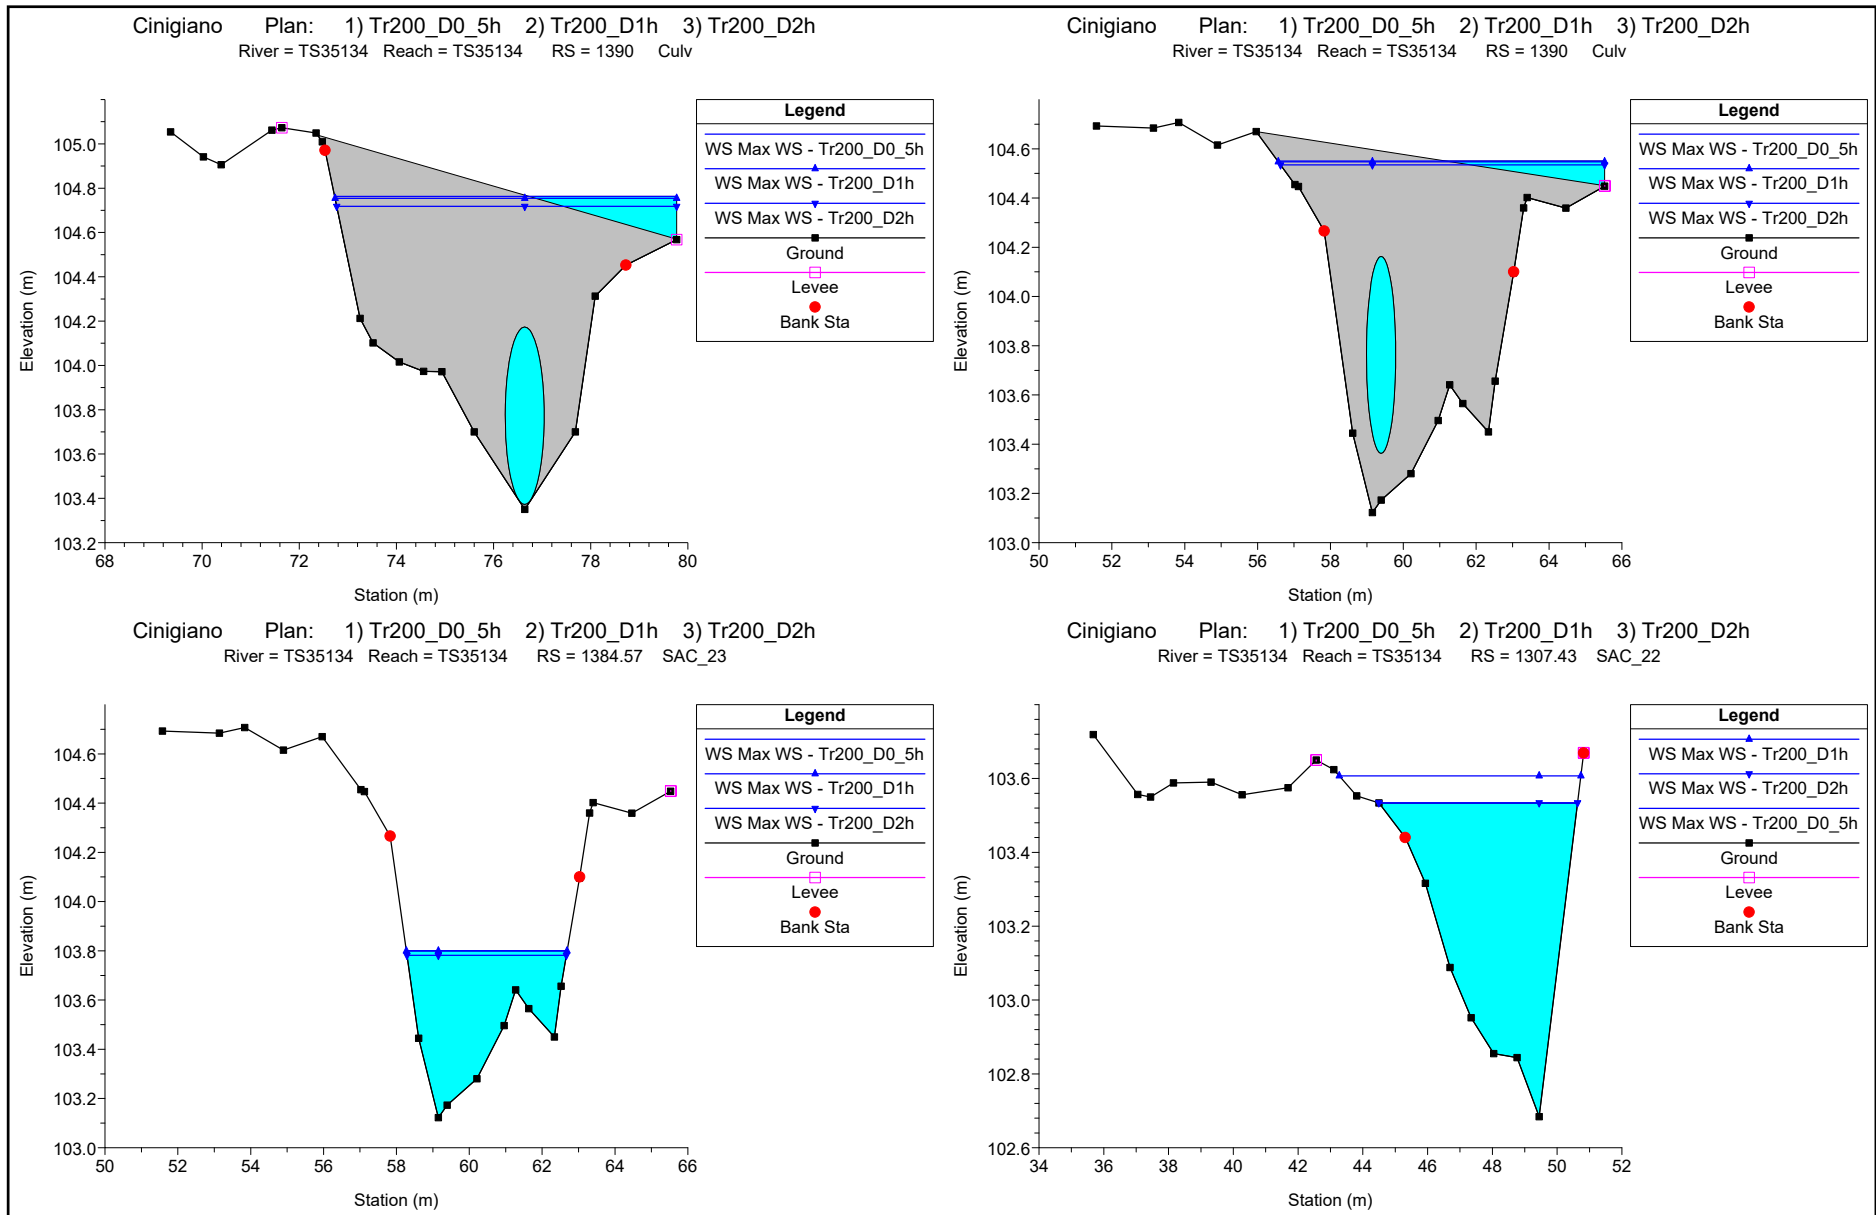 Cinigiano Plan: 1) Tr200_D0_5h 2) Tr200_D1h 3) Tr200_D2h
River = TS35134 Reach = TS35134 RS = 1390 Culv
Elevation (m)
105.0
104.8
104.6
104.4
104.2
104.0
103.8
103.6
103.4
103.2
68 70 72 74 76 78 80
Station (m)
Legend
WS Max WS - Tr200_D0_5h
WS Max WS - Tr200_D1h
WS Max WS - Tr200_D2h
Ground
Levee
Bank Sta
Cinigiano Plan: 1) Tr200_D0_5h 2) Tr200_D1h 3) Tr200_D2h
River = TS35134 Reach = TS35134 RS = 1390 Culv
Elevation (m)
104.6
104.4
104.2
104.0
103.8
103.6
103.4
103.2
103.0
50 52 54 56 58 60 62 64 66
Station (m)
Legend
WS Max WS - Tr200_D0_5h
WS Max WS - Tr200_D1h
WS Max WS - Tr200_D2h
Ground
Levee
Bank Sta
Cinigiano Plan: 1) Tr200_D0_5h 2) Tr200_D1h 3) Tr200_D2h
River = TS35134 Reach = TS35134 RS = 1384.57 SAC_23
Elevation (m)
104.6
104.4
104.2
104.0
103.8
103.6
103.4
103.2
103.0
50 52 54 56 58 60 62 64 66
Station (m)
Legend
WS Max WS - Tr200_D0_5h
WS Max WS - Tr200_D1h
WS Max WS - Tr200_D2h
Ground
Levee
Bank Sta
Cinigiano Plan: 1) Tr200_D0_5h 2) Tr200_D1h 3) Tr200_D2h
River = TS35134 Reach = TS35134 RS = 1307.43 SAC_22
Elevation (m)
103.6
103.4
103.2
103.0
102.8
102.6
34 36 38 40 42 44 46 48 50 52
Station (m)
Legend
WS Max WS - Tr200_D1h
WS Max WS - Tr200_D2h
WS Max WS - Tr200_D0_5h
Ground
Levee
Bank Sta